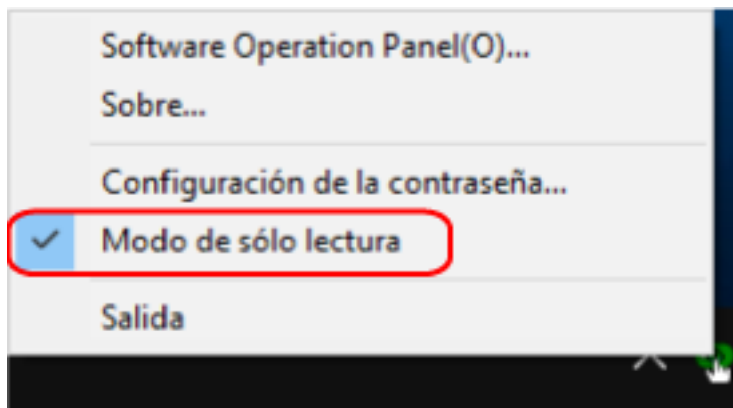 Software Operation Panel(O)...
Sobre...
Configuración de la contraseña...
Modo de sólo lectura
Salida